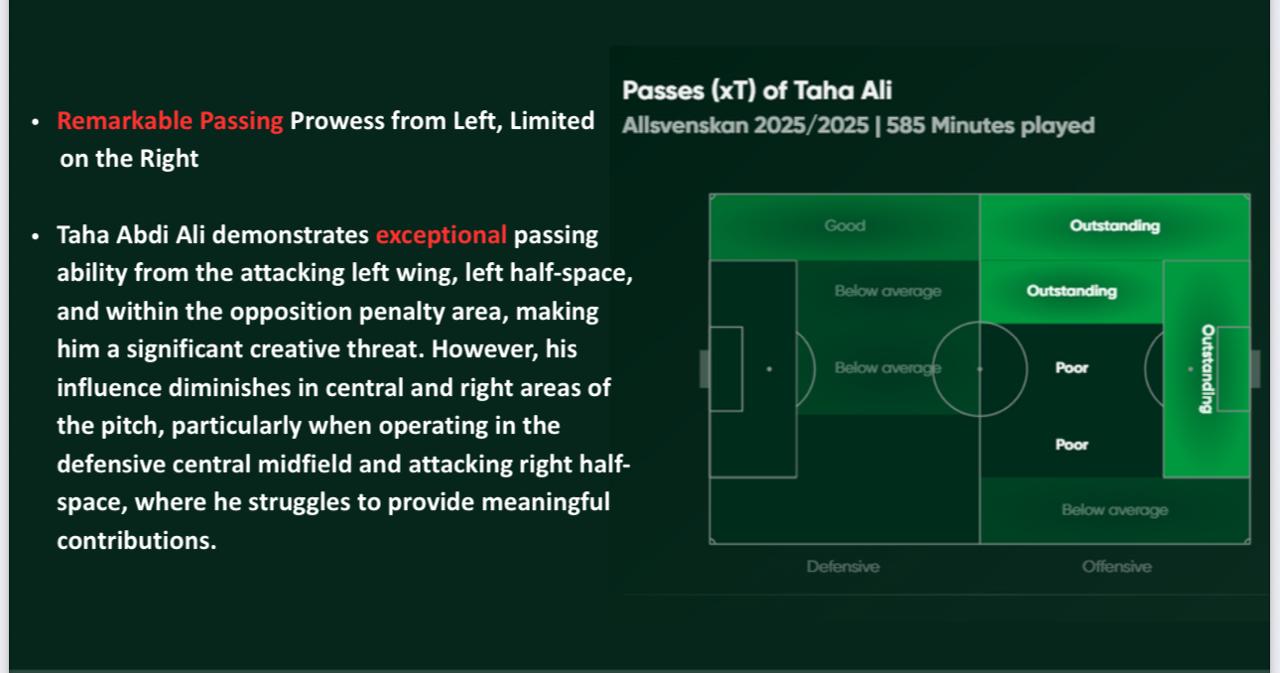 • Remarkable Passing Prowess from Left, Limited
on the Right
• Taha Abdi Ali demonstrates exceptional passing
ability from the attacking left wing, left half-space,
and within the opposition penalty area, making
him a significant creative threat. However, his
influence diminishes in central and right areas of
the pitch, particularly when operating in the
defensive central midfield and attacking right half-
space, where he struggles to provide meaningful
contributions.
Passes (xT) of Taha Ali
Allsvenskan 2025/2025 | 585 Minutes played
Good
Outstanding
Below average
Outstanding
Below average
Poor
Outstanding
Poor
Below average
Defensive
Offensive